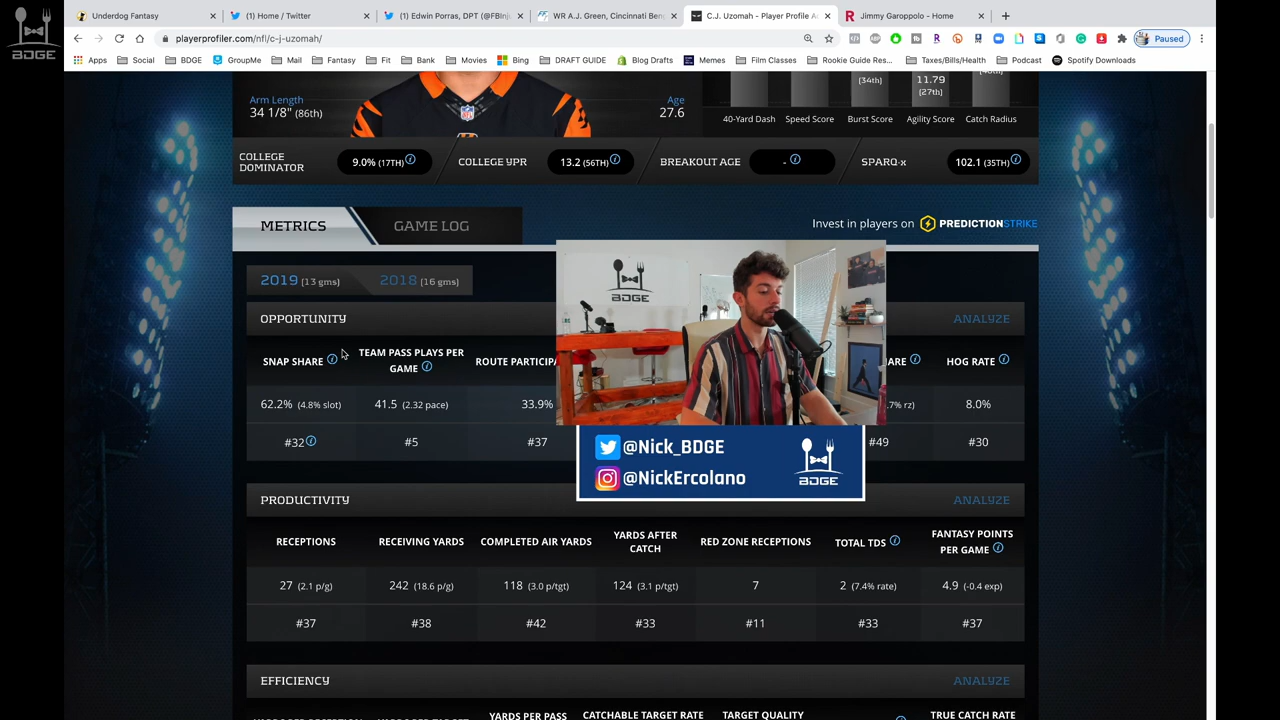 Underdog Fantasy
(1) Home / Twitter
(1) Edwin Porras, DPT (@FBInj
WR A.J. Green, Cincinnati Ben
C.J. Uzomah - Player Profile A
Jimmy Garoppolo - Home
BDGE
playerprofiler.com/nfl/c-j-uzomah/
Paused
Apps
Social
BDGE
GroupMe
Mail
Fantasy
Fit
Bank
Movies
Bing
DRAFT GUIDE
Blog Drafts
Memes
Film Classes
Rookie Guide Res...
Taxes/Bills/Health
Podcast
Spotify Downloads
Arm Length
34 1/8" (86th)
Age
27.6
(34th)
11.79
(27th)
40-Yard Dash
Speed Score
Burst Score
Agility Score
Catch Radius
COLLEGE DOMINATOR
9.0% (17TH)
COLLEGE YPR
13.2 (56TH)
BREAKOUT AGE
-
SPARQ-x
102.1 (35TH)
METRICS
GAME LOG
Invest in players on PREDICTIONSTRIKE
2019 (13 gms)
2018 (16 gms)
BDGE
OPPORTUNITY
ANALYZE
SNAP SHARE
TEAM PASS PLAYS PER
GAME
ROUTE PARTICIPA
ARE
HOG RATE
62.2% (4.8% slot)
41.5 (2.32 pace)
33.9%
.7% rz)
8.0%
#32
#5
#37
#49
#30
@Nick_BDGE
@NickErcolano
BDGE
PRODUCTIVITY
ANALYZE
RECEPTIONS
RECEIVING YARDS
COMPLETED AIR YARDS
YARDS AFTER
CATCH
RED ZONE RECEPTIONS
TOTAL TDS
FANTASY POINTS
PER GAME
27 (2.1 p/g)
242 (18.6 p/g)
118 (3.0 p/tgt)
124 (3.1 p/tgt)
7
2 (7.4% rate)
4.9 (-0.4 exp)
#37
#38
#42
#33
#11
#33
#37
EFFICIENCY
ANALYZE
YARDS PER PASS
CATCHABLE TARGET RATE
TARGET QUALITY
TRUE CATCH RATE